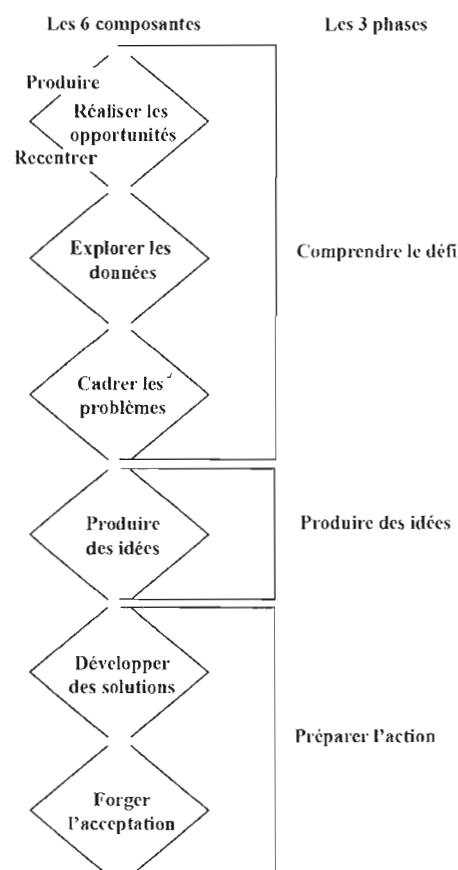 Les 6 composantes
Les 3 phases
Produire
Réaliser les
opportunités
Recentrer
Explorer les
données
Comprendre le défi
Cadrer les
problèmes
Produire
des idées
Produire des idées
Développer
des solutions
Préparer l'action
Forger
l'acceptation